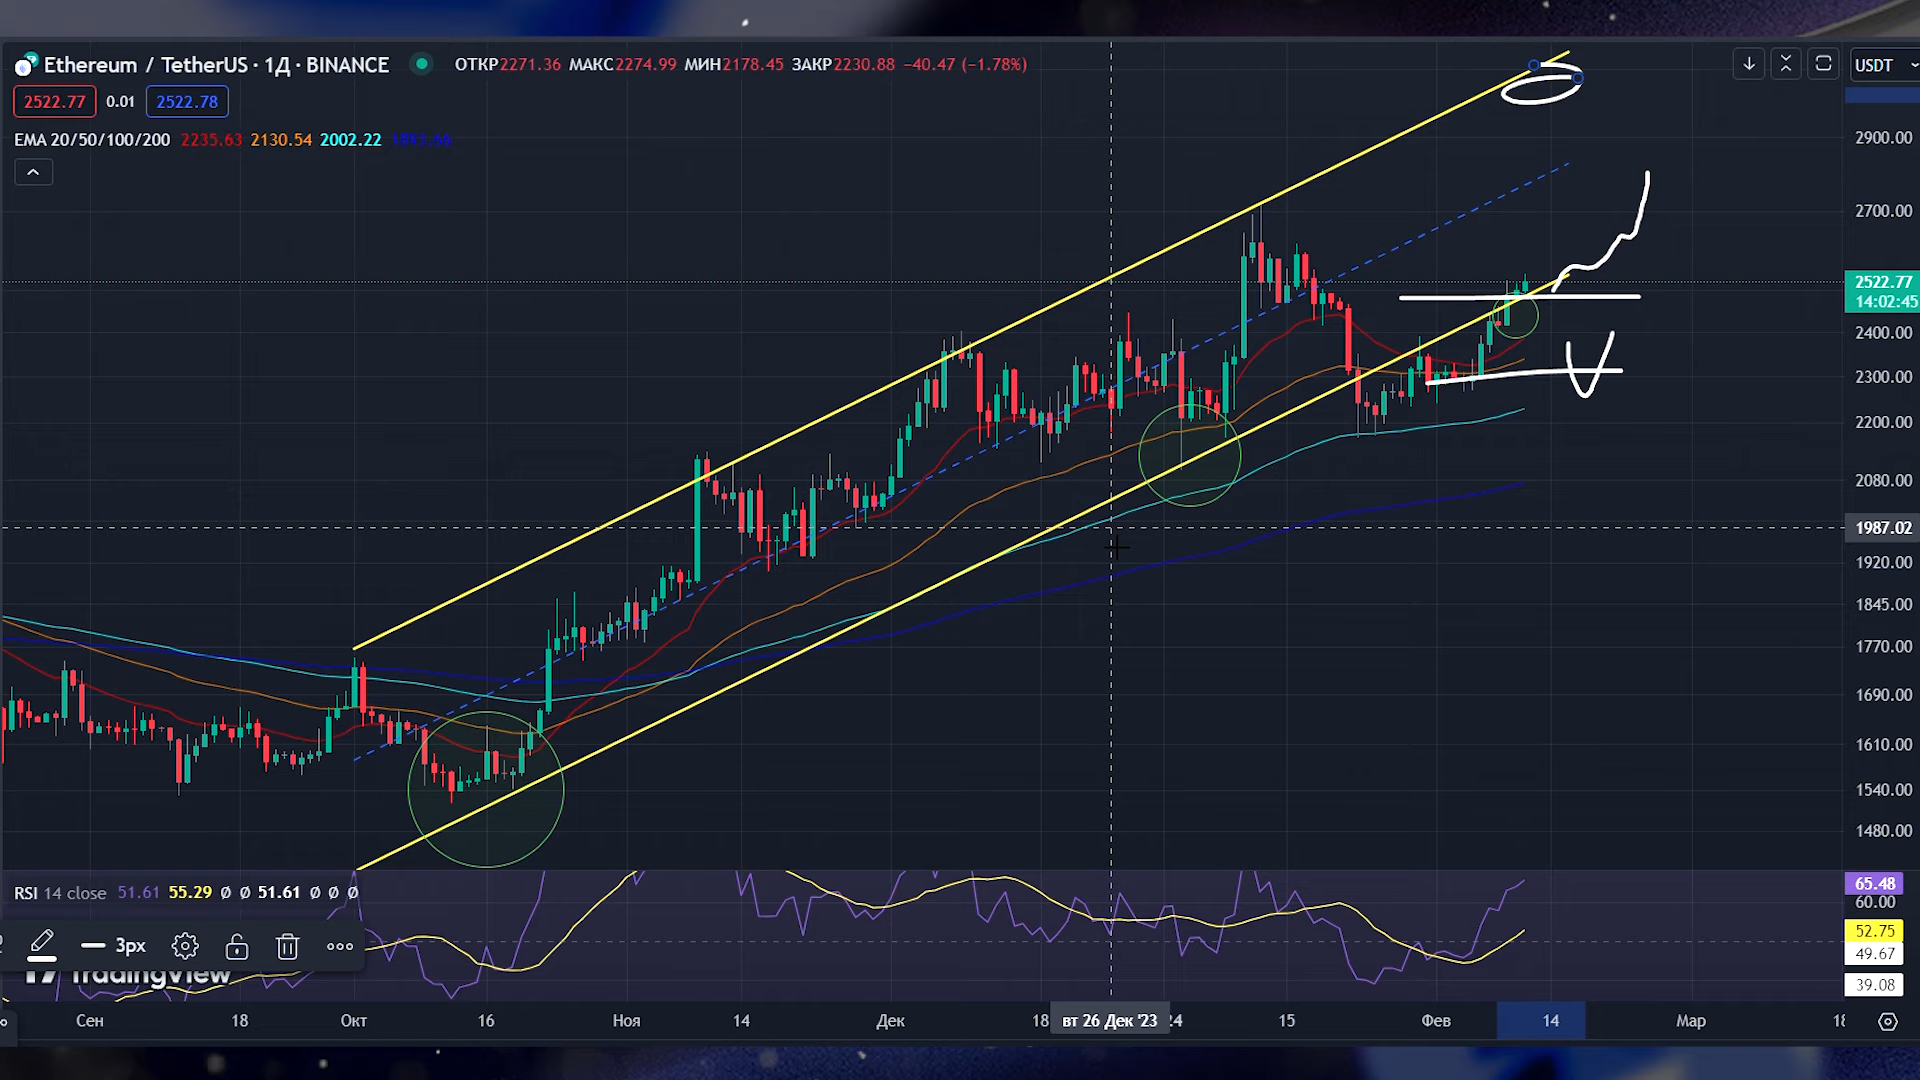 Ethereum / TetherUS · 1Д · BINANCE ОТКР2271.36 МАКС2274.99 МИН2178.45 ЗАКР2230.88 −40.47 (−1.78%)
USDT
2522.77 0.01 2522.78
EMA 20/50/100/200 2235.63 2130.54 2002.22
2900.00
2700.00
2522.77
14:02:45
2400.00
2300.00
2200.00
2080.00
1987.02
1920.00
1845.00
1770.00
1690.00
1610.00
1540.00
1480.00
RSI 14 close 51.61 55.29 Ø Ø 51.61 Ø Ø Ø
65.48
60.00
52.75
49.67
39.08
3px
TradingView
Сен 18 Окт 16 Ноя 14 Дек 18 вт 26 Дек '23 24 15 Фев 14 Мар